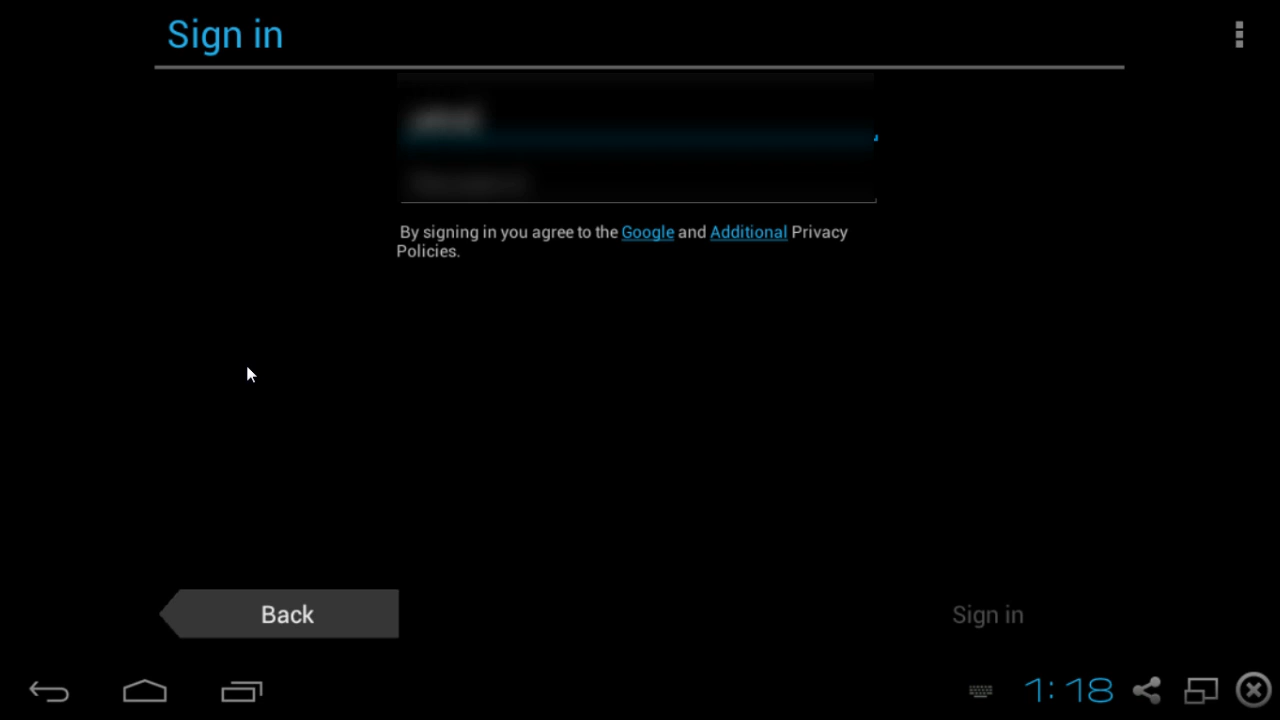 Sign in
By signing in you agree to the Google and Additional Privacy
Policies.
Back
Sign in
1:18